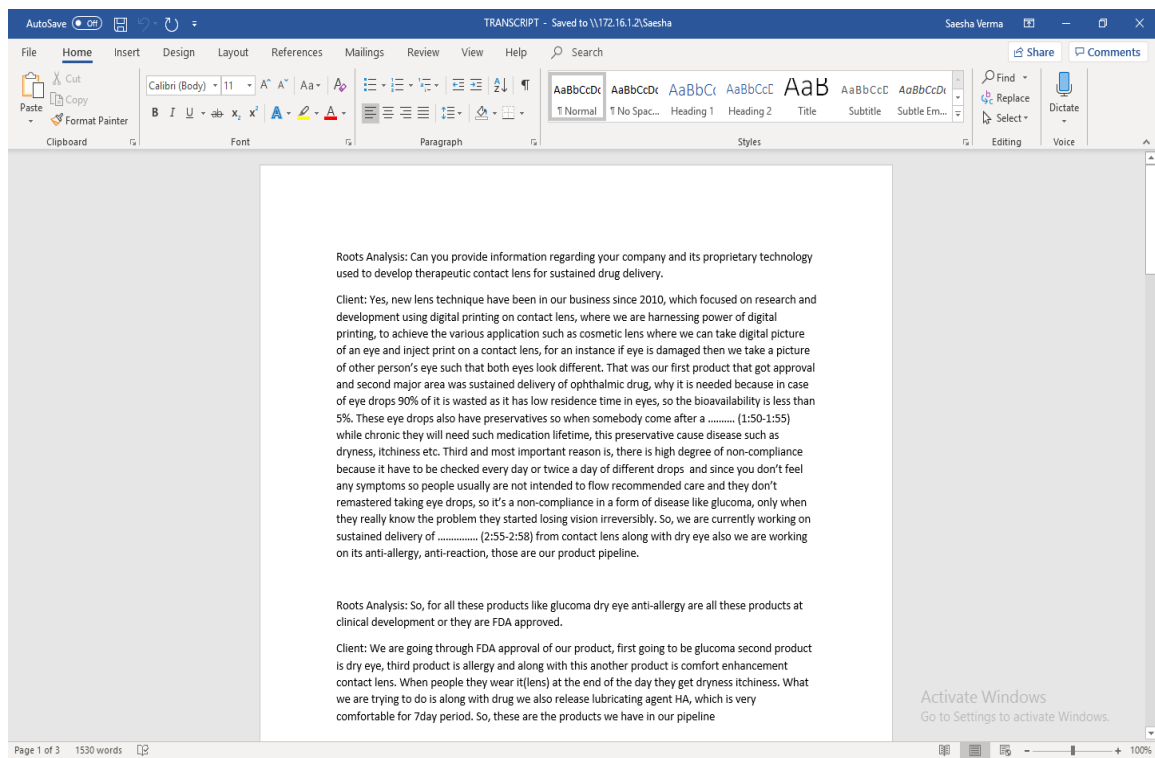 AutoSave Off TRANSCRIPT - Saved to \\172.16.1.2\Saesha Saesha Verma
File Home Insert Design Layout References Mailings Review View Help Search Share Comments
Paste Cut Copy Format Painter
Calibri (Body) 11
AaBbCcDc AaBbCcDc AaBbCc AaBbCcE AaB AaBbCcD AaBbCcDc
¶ Normal ¶ No Spac... Heading 1 Heading 2 Title Subtitle Subtle Em...
Find Replace Select Dictate
Clipboard Font Paragraph Styles Editing Voice
Roots Analysis: Can you provide information regarding your company and its proprietary technology
used to develop therapeutic contact lens for sustained drug delivery.
Client: Yes, new lens technique have been in our business since 2010, which focused on research and
development using digital printing on contact lens, where we are harnessing power of digital
printing, to achieve the various application such as cosmetic lens where we can take digital picture
of an eye and inject print on a contact lens, for an instance if eye is damaged then we take a picture
of other person's eye such that both eyes look different. That was our first product that got approval
and second major area was sustained delivery of ophthalmic drug, why it is needed because in case
of eye drops 90% of it is wasted as it has low residence time in eyes, so the bioavailability is less than
5%. These eye drops also have preservatives so when somebody come after a .......... (1:50-1:55)
while chronic they will need such medication lifetime, this preservative cause disease such as
dryness, itchiness etc. Third and most important reason is, there is high degree of non-compliance
because it have to be checked every day or twice a day of different drops and since you don't feel
any symptoms so people usually are not intended to flow recommended care and they don't
remastered taking eye drops, so it's a non-compliance in a form of disease like glucoma, only when
they really know the problem they started losing vision irreversibly. So, we are currently working on
sustained delivery of ............... (2:55-2:58) from contact lens along with dry eye also we are working
on its anti-allergy, anti-reaction, those are our product pipeline.
Roots Analysis: So, for all these products like glucoma dry eye anti-allergy are all these products at
clinical development or they are FDA approved.
Client: We are going through FDA approval of our product, first going to be glucoma second product
is dry eye, third product is allergy and along with this another product is comfort enhancement
contact lens. When people they wear it(lens) at the end of the day they get dryness itchiness. What
we are trying to do is along with drug we also release lubricating agent HA, which is very
comfortable for 7day period. So, these are the products we have in our pipeline
Activate Windows
Go to Settings to activate Windows.
Page 1 of 3 1530 words 100%